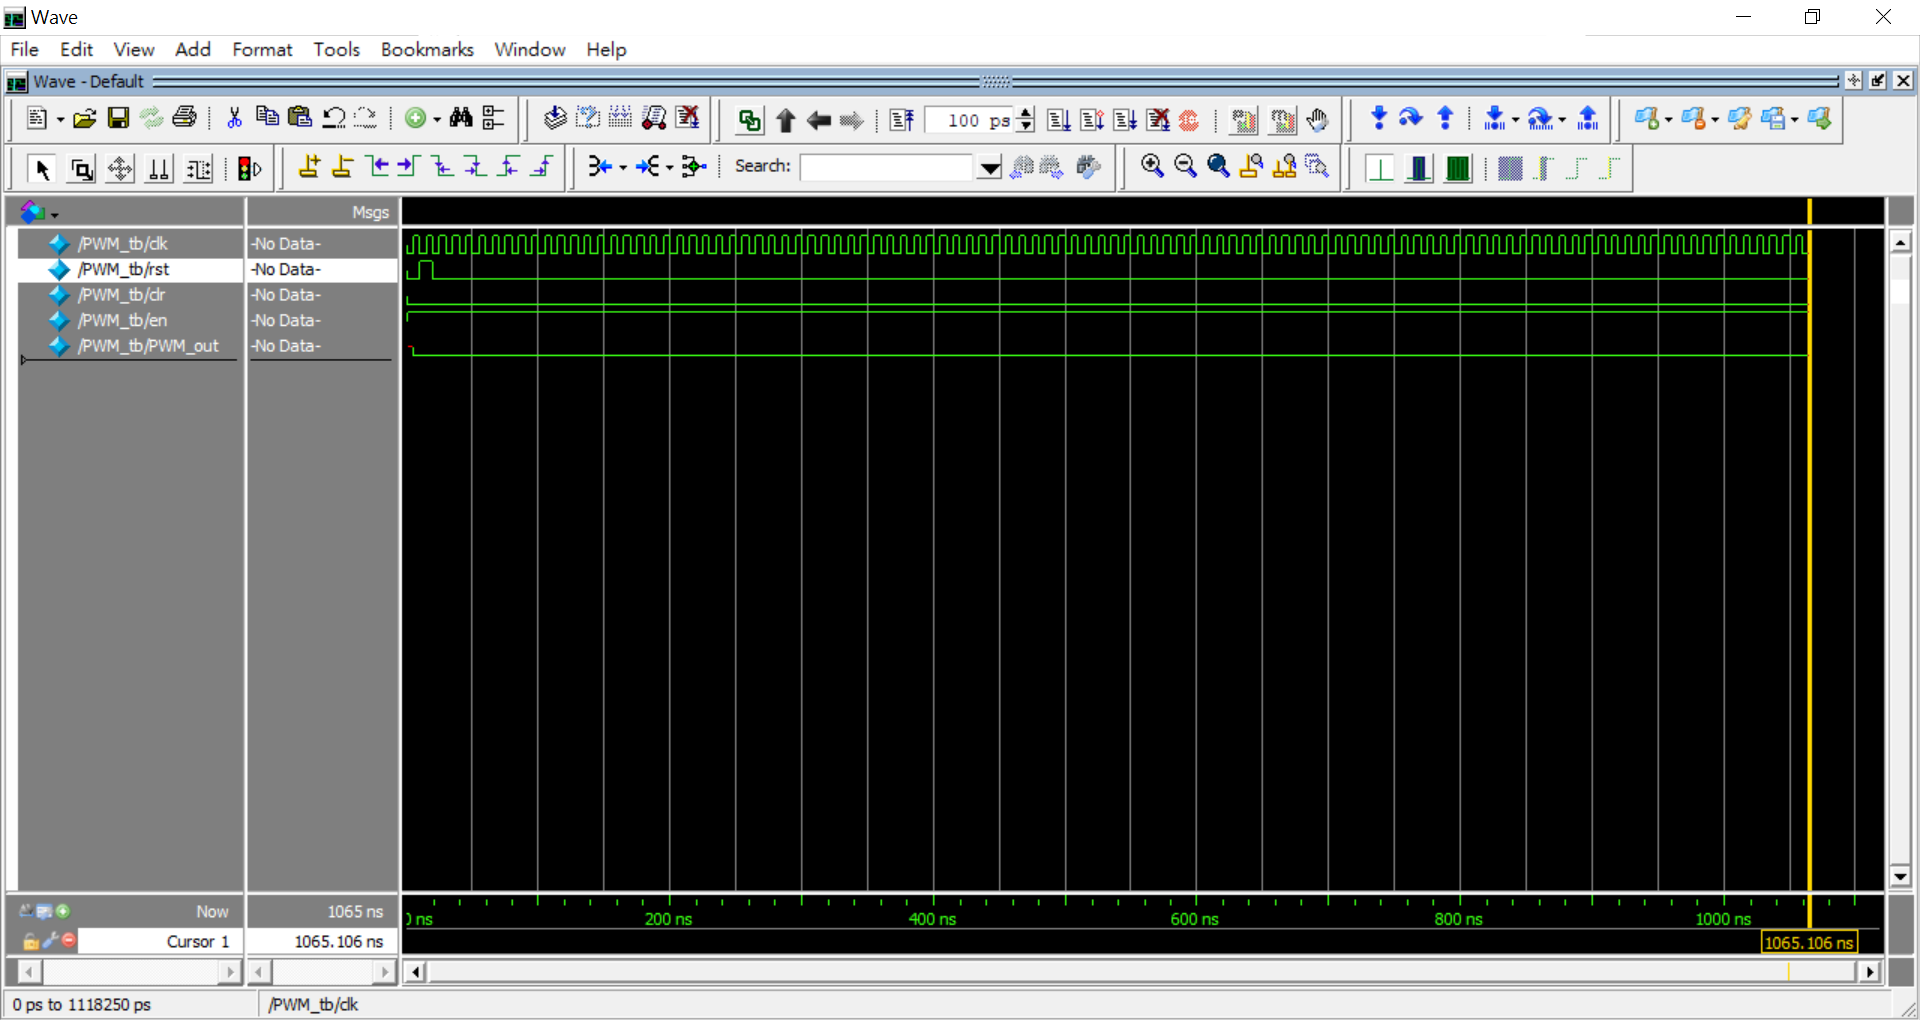 Wave
File Edit View Add Format Tools Bookmarks Window Help
Wave - Default
100 ps
Search:
Msgs
/PWM_tb/clk -No Data-
/PWM_tb/rst -No Data-
/PWM_tb/clr -No Data-
/PWM_tb/en -No Data-
/PWM_tb/PWM_out -No Data-
Now 1065 ns
ns 200 ns 400 ns 600 ns 800 ns 1000 ns
Cursor 1 1065.106 ns
1065.106 ns
0 ps to 1118250 ps /PWM_tb/clk